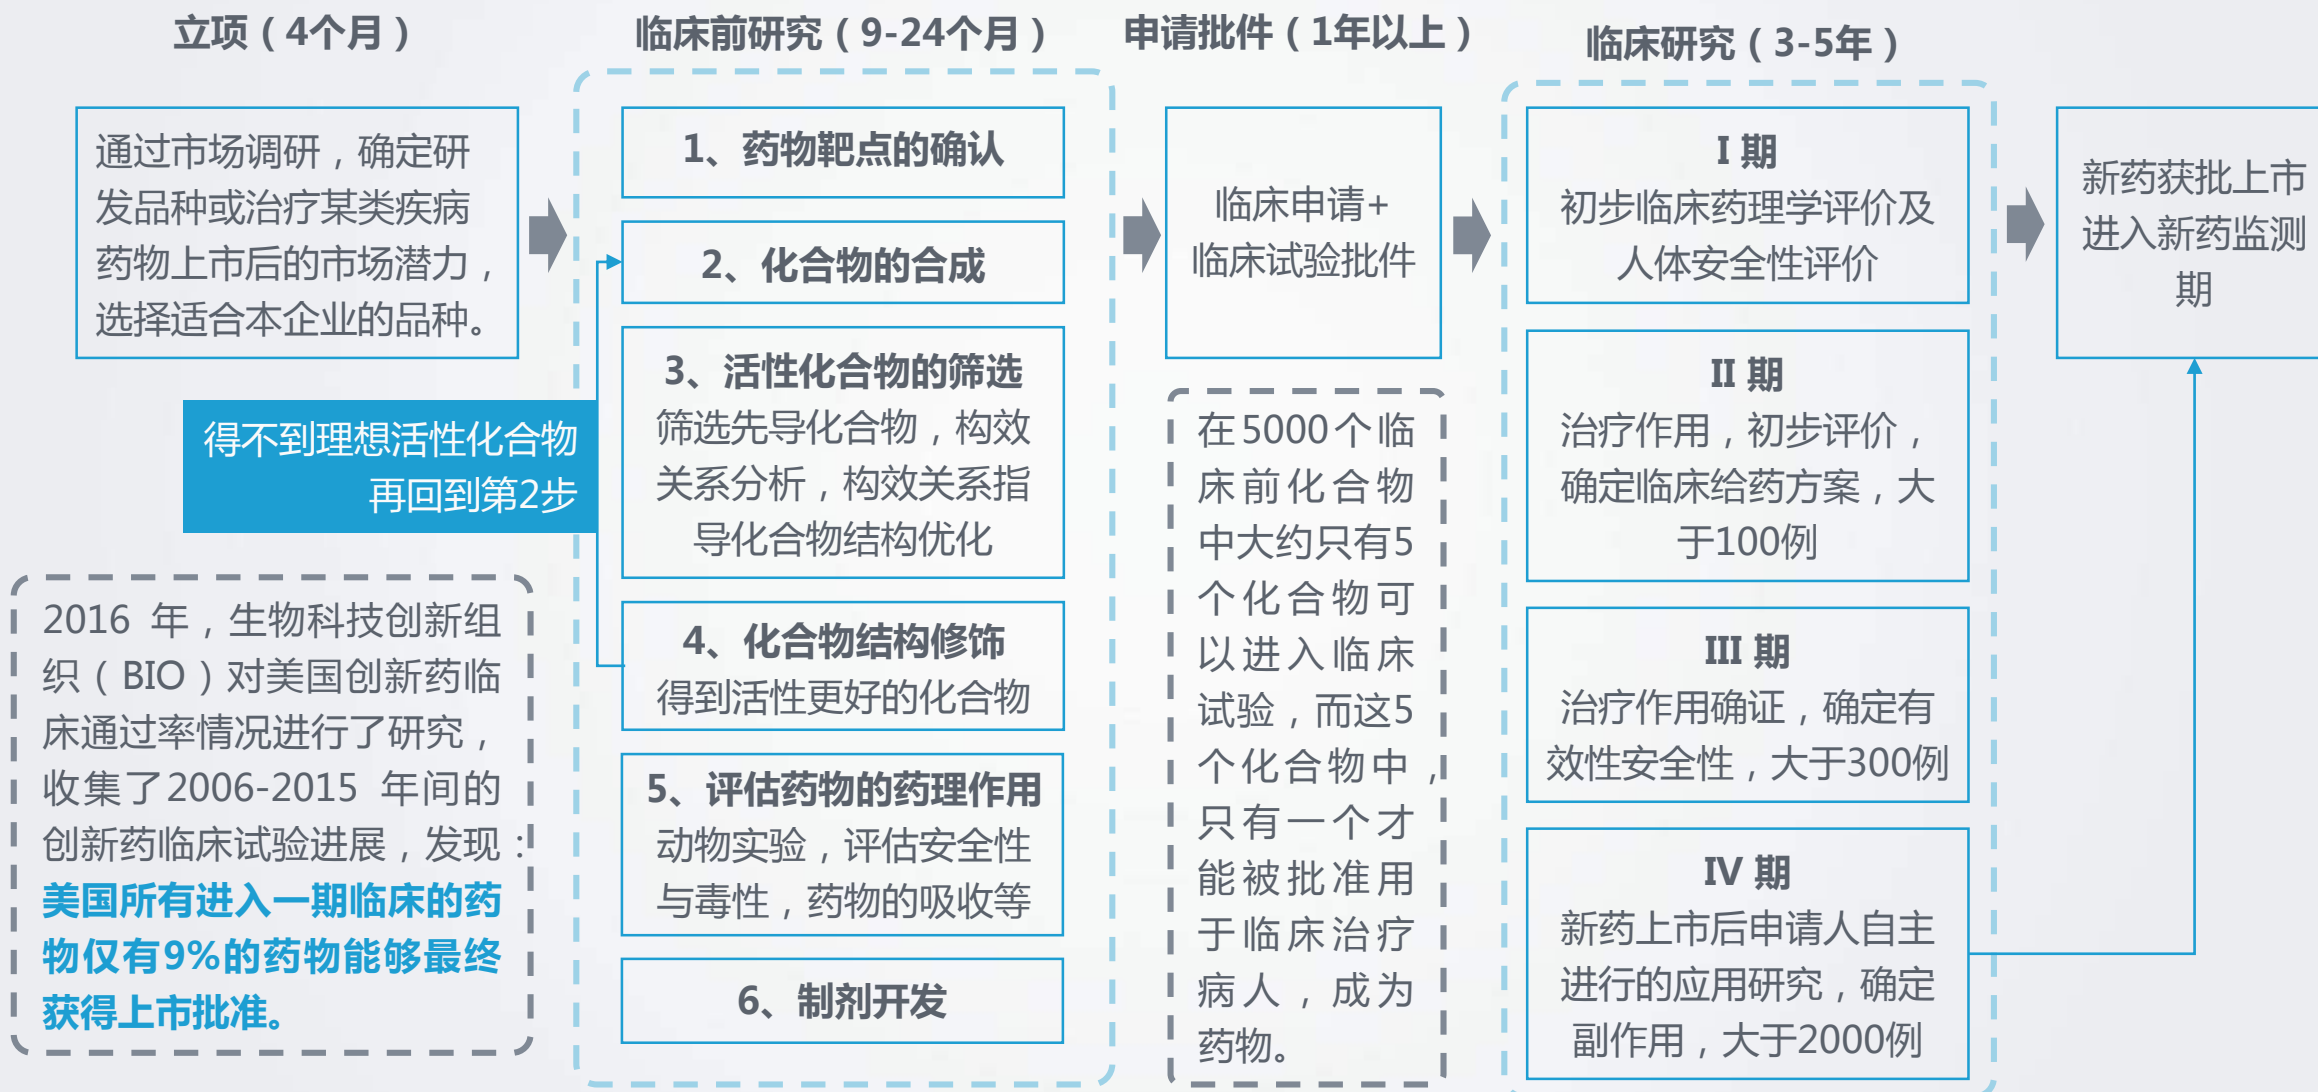 立项（4个月）
通过市场调研，确定研
发品种或治疗某类疾病
药物上市后的市场潜力，
选择适合本企业的品种。
得不到理想活性化合物
再回到第2步
2016 年，生物科技创新组
织（BIO）对美国创新药临
床通过率情况进行了研究，
收集了2006-2015 年间的
创新药临床试验进展，发现：
美国所有进入一期临床的药
物仅有9%的药物能够最终
获得上市批准。
临床前研究（9-24个月）
1、药物靶点的确认
2、化合物的合成
3、活性化合物的筛选
筛选先导化合物，构效
关系分析，构效关系指
导化合物结构优化
4、化合物结构修饰
得到活性更好的化合物
5、评估药物的药理作用
动物实验，评估安全性
与毒性，药物的吸收等
6、制剂开发
申请批件（1年以上）
临床申请+
临床试验批件
在5000个临
床前化合物
中大约只有5
个化合物可
以进入临床
试验，而这5
个化合物中，
只有一个才
能被批准用
于临床治疗
病人，成为
药物。
临床研究（3-5年）
I 期
初步临床药理学评价及
人体安全性评价
II 期
治疗作用，初步评价，
确定临床给药方案，大
于100例
III 期
治疗作用确证，确定有
效性安全性，大于300例
IV 期
新药上市后申请人自主
进行的应用研究，确定
副作用，大于2000例
新药获批上市
进入新药监测
期